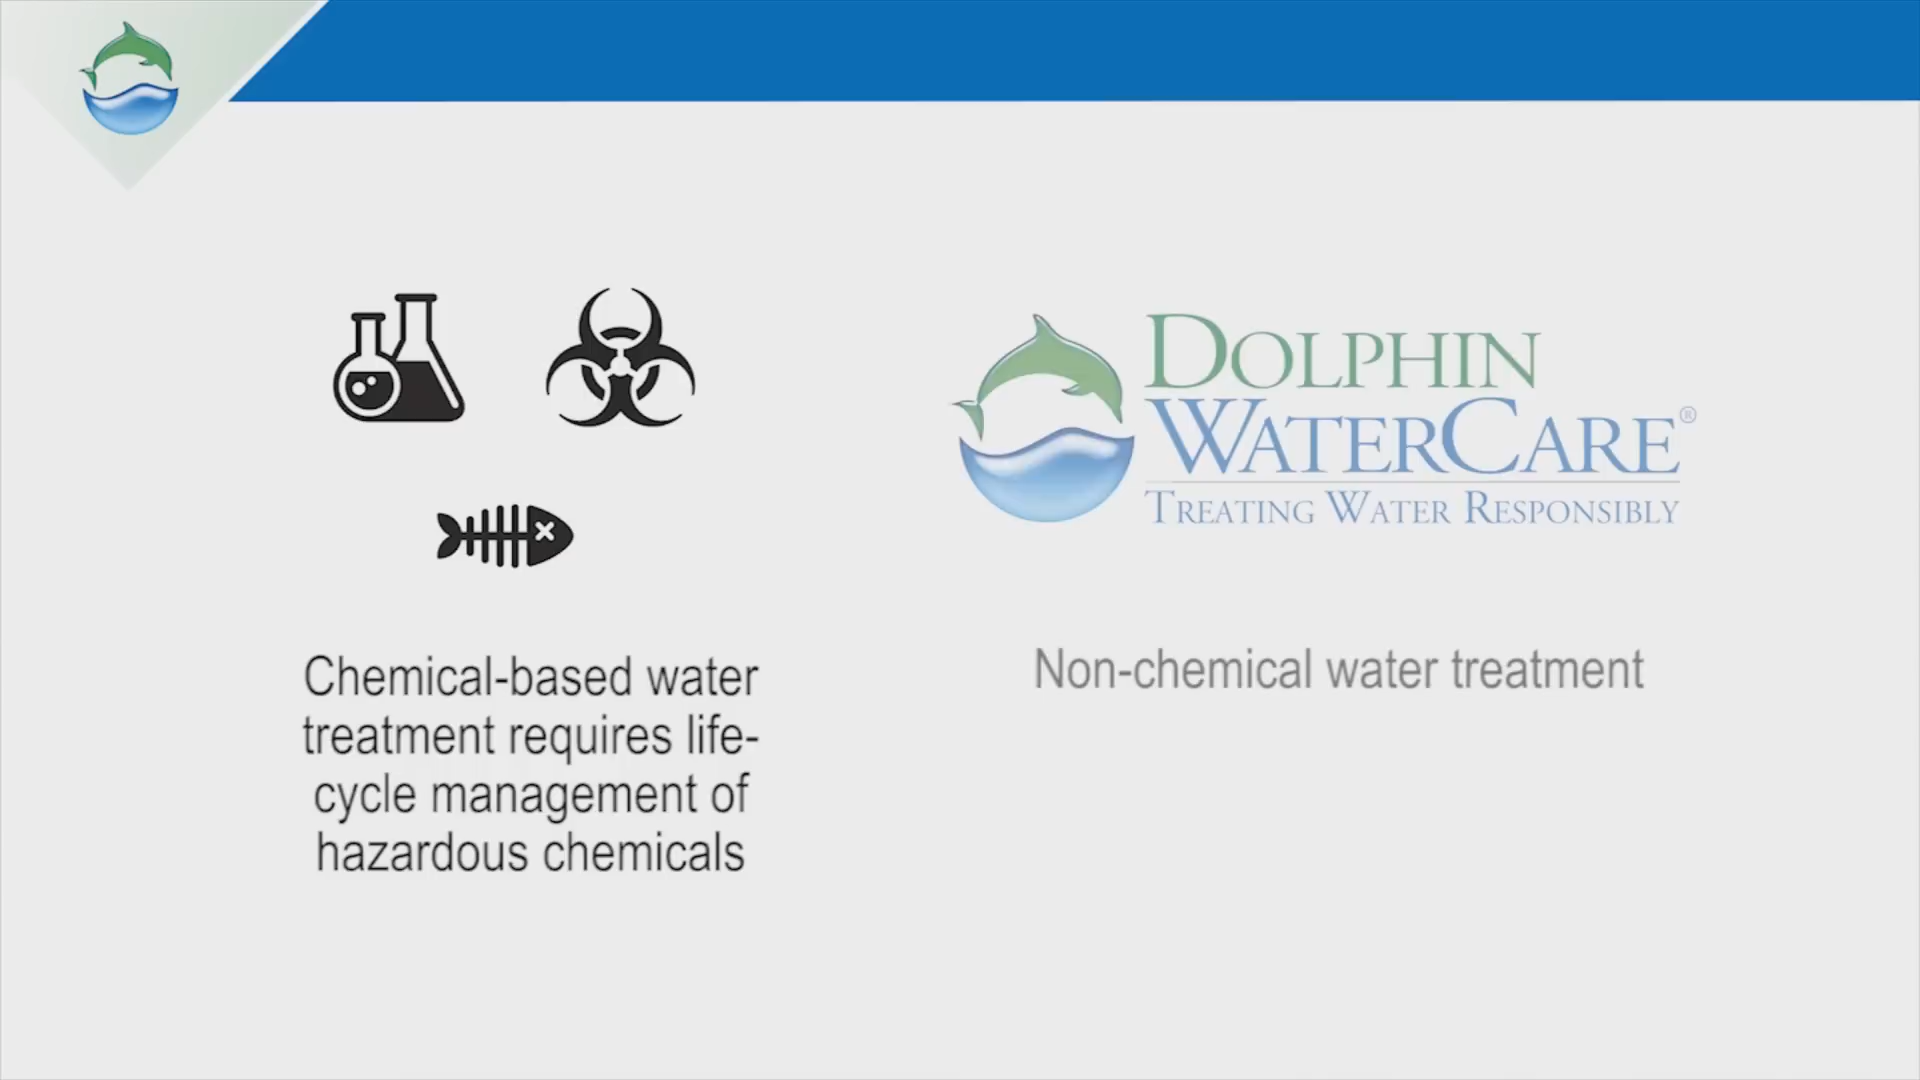 Chemical-based water
treatment requires life-
cycle management of
hazardous chemicals
DOLPHIN
WATERCARE®
TREATING WATER RESPONSIBLY
Non-chemical water treatment